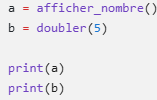 a = afficher_nombre()
b = doubler(5)
print(a)
print(b)